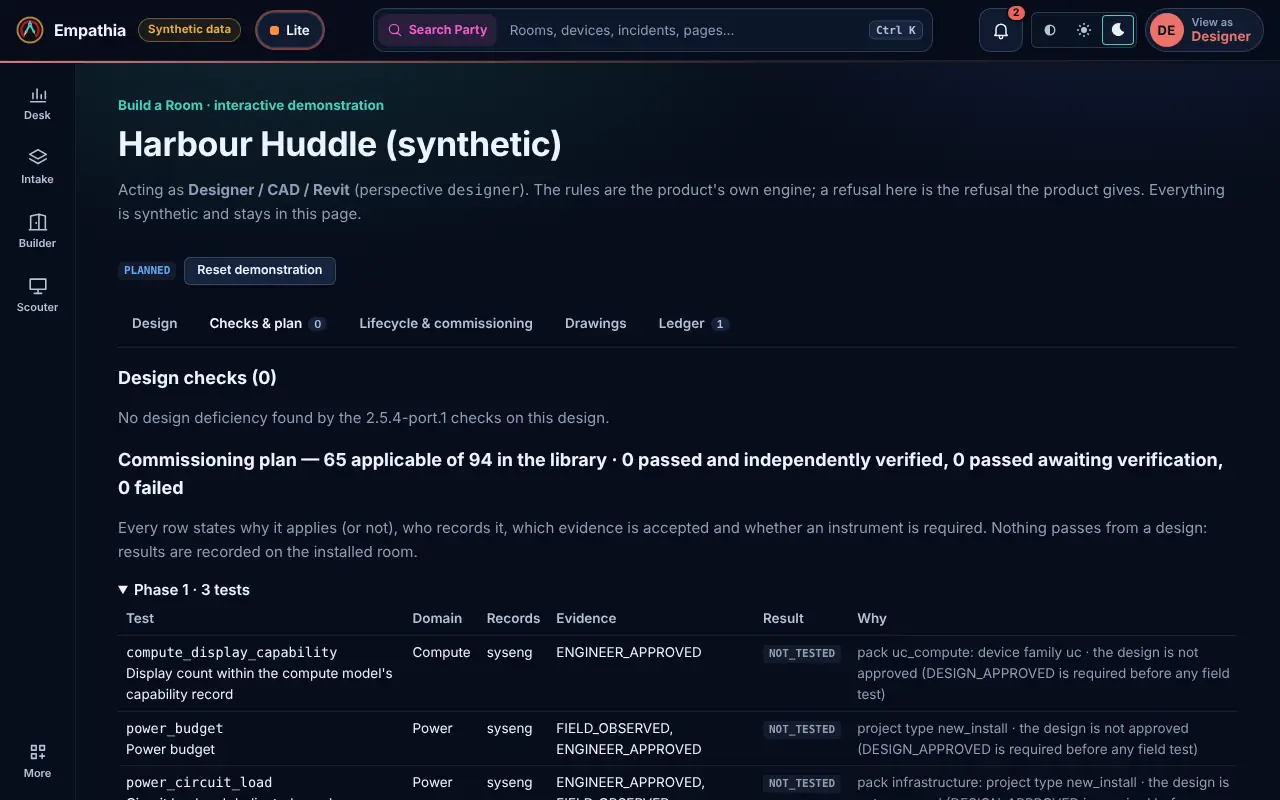 Empathia
Synthetic data
Lite
Search Party
Rooms, devices, incidents, pages...
Ctrl K
2
DE
View as
Designer
Desk
Intake
Builder
Scouter
More
Build a Room · interactive demonstration
Harbour Huddle (synthetic)
Acting as Designer / CAD / Revit (perspective designer). The rules are the product's own engine; a refusal here is the refusal the product gives. Everything
is synthetic and stays in this page.
PLANNED
Reset demonstration
Design
Checks & plan 0
Lifecycle & commissioning
Drawings
Ledger 1
Design checks (0)
No design deficiency found by the 2.5.4-port.1 checks on this design.
Commissioning plan — 65 applicable of 94 in the library · 0 passed and independently verified, 0 passed awaiting verification,
0 failed
Every row states why it applies (or not), who records it, which evidence is accepted and whether an instrument is required. Nothing passes from a design:
results are recorded on the installed room.
▼ Phase 1 · 3 tests
Test Domain Records Evidence Result Why
compute_display_capability Compute syseng ENGINEER_APPROVED NOT_TESTED pack uc_compute: device family uc · the design is not
Display count within the compute model's approved (DESIGN_APPROVED is required before any field
capability record test)
power_budget Power syseng FIELD_OBSERVED, NOT_TESTED project type new_install · the design is not approved
Power budget ENGINEER_APPROVED (DESIGN_APPROVED is required before any field test)
power_circuit_load Power syseng ENGINEER_APPROVED, NOT_TESTED pack infrastructure: project type new_install · the design is